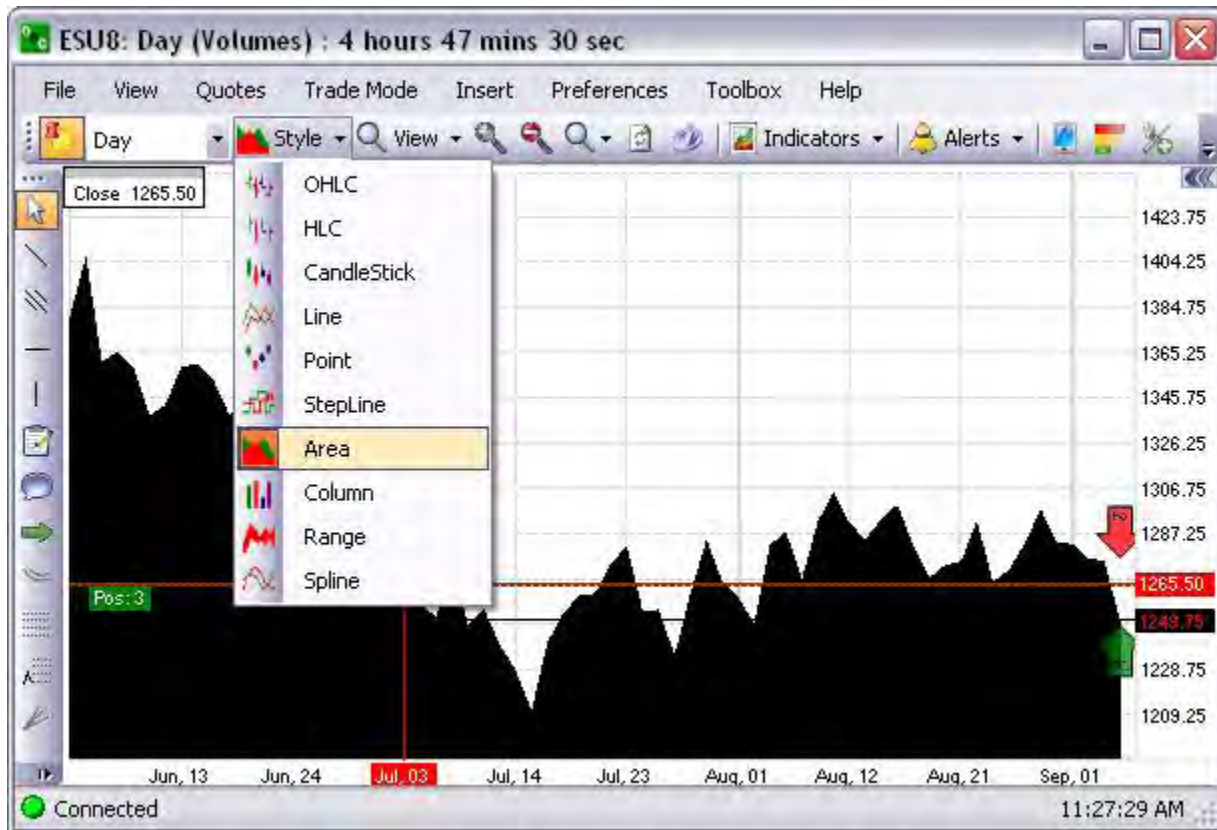 ESU8: Day (Volumes) : 4 hours 47 mins 30 sec
File View Quotes Trade Mode Insert Preferences Toolbox Help
Day Style View Indicators Alerts
Close 1265.50
OHLC
HLC
CandleStick
Line
Point
StepLine
Area
Column
Range
Spline
Pos: 3
1423.75
1404.25
1384.75
1365.25
1345.75
1326.25
1306.75
1287.25
1265.50
1249.75
1228.75
1209.25
Jun, 13 Jun, 24 Jul, 03 Jul, 14 Jul, 23 Aug, 01 Aug, 12 Aug, 21 Sep, 01
Connected 11:27:29 AM